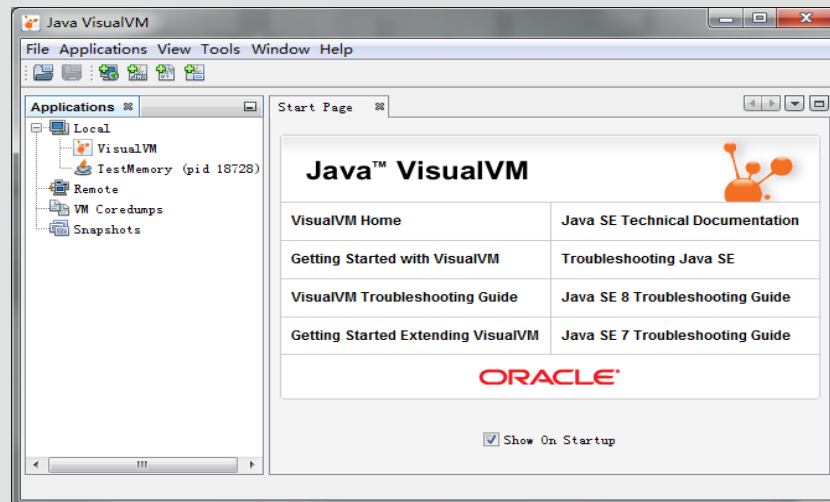 Java VisualVM
File Applications View Tools Window Help
Applications
Local
VisualVM
TestMemory (pid 18728)
Remote
VM Coredumps
Snapshots
Start Page
Java™ VisualVM
VisualVM Home
Java SE Technical Documentation
Getting Started with VisualVM
Troubleshooting Java SE
VisualVM Troubleshooting Guide
Java SE 8 Troubleshooting Guide
Getting Started Extending VisualVM
Java SE 7 Troubleshooting Guide
ORACLE
Show On Startup